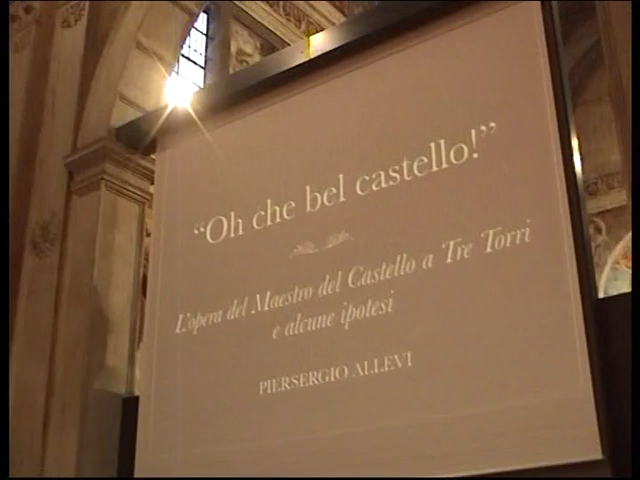 “Oh che bel castello!”
L'opera del Maestro del Castello a Tre Torri
e alcune ipotesi
PIERSERGIO ALLEVI